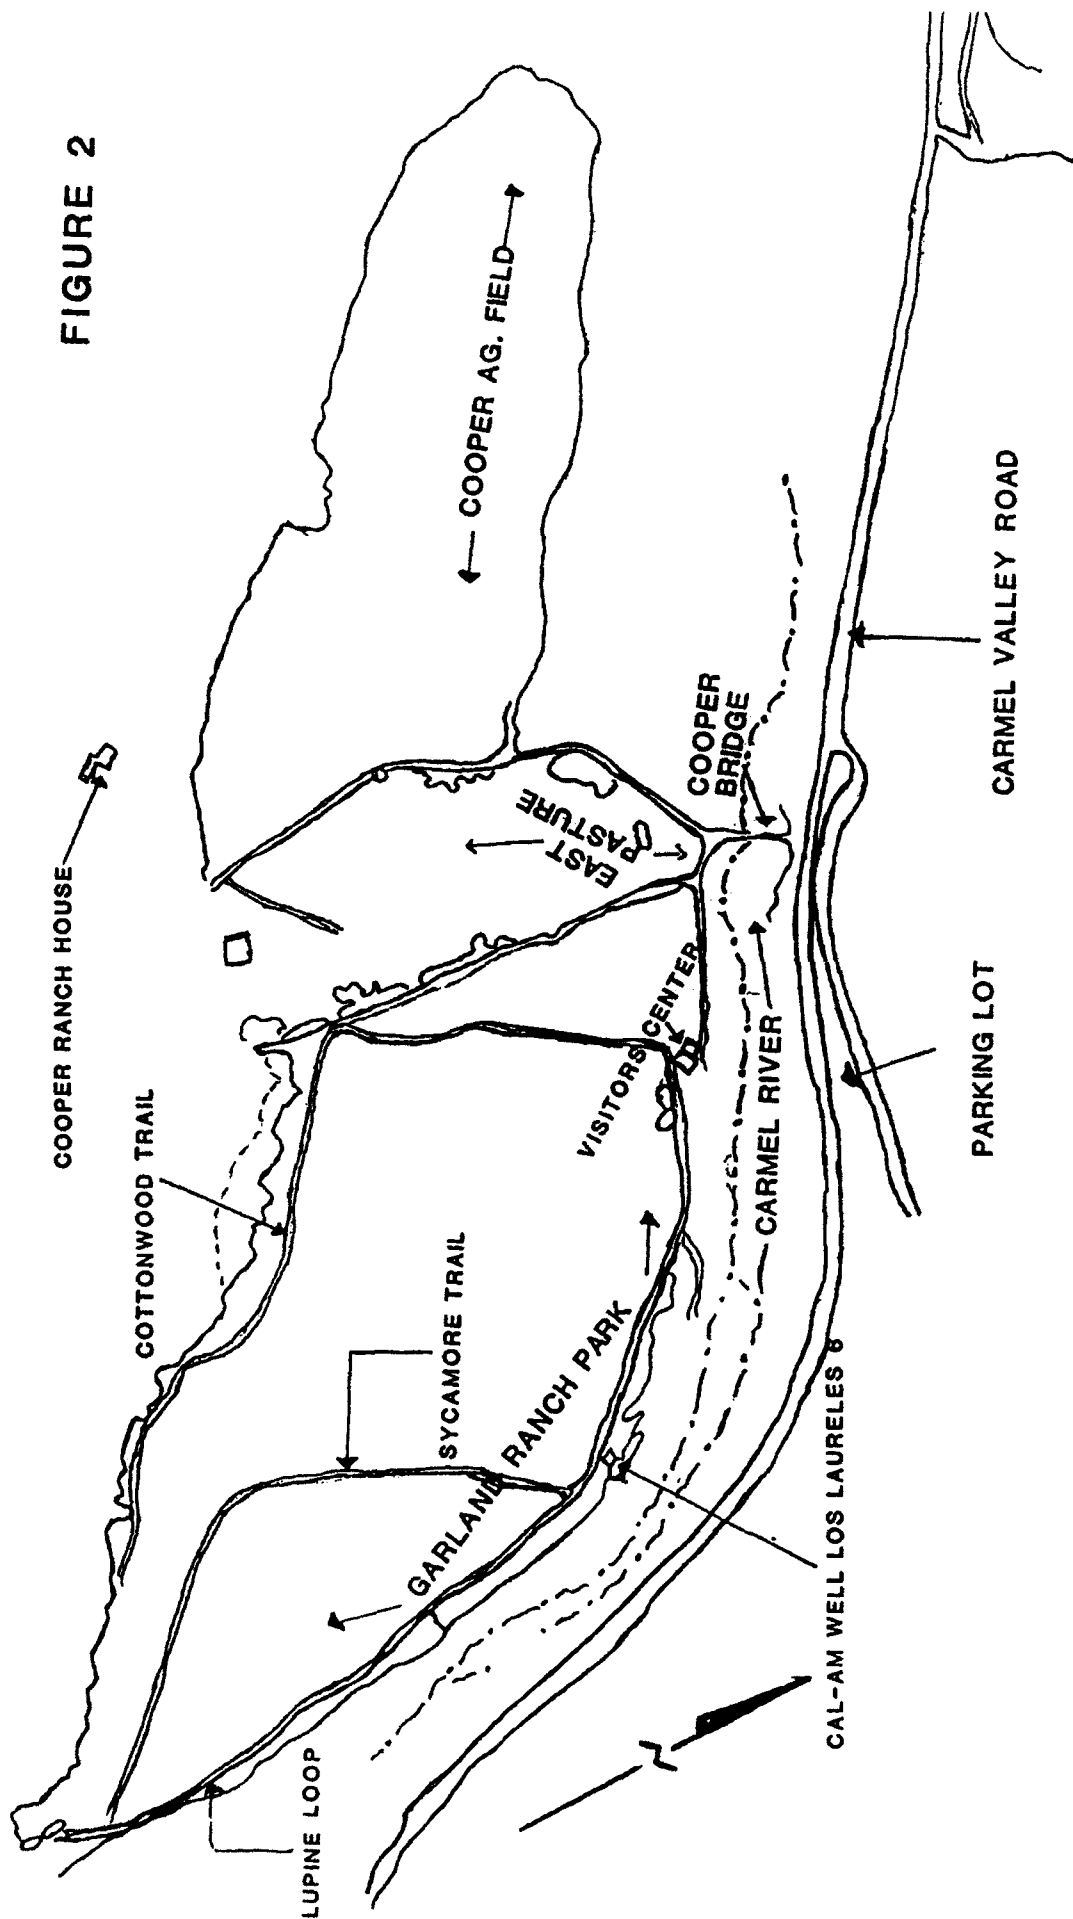 FIGURE 2
COOPER RANCH HOUSE
COTTONWOOD TRAIL
COOPER AG. FIELD
EAST
PASTURE
SYCAMORE TRAIL
LUPINE LOOP
GARLAND RANCH PARK
VISITORS CENTER
COOPER
BRIDGE
CARMEL RIVER
CAL-AM WELL LOS LAURELES 6
N
PARKING LOT
CARMEL VALLEY ROAD